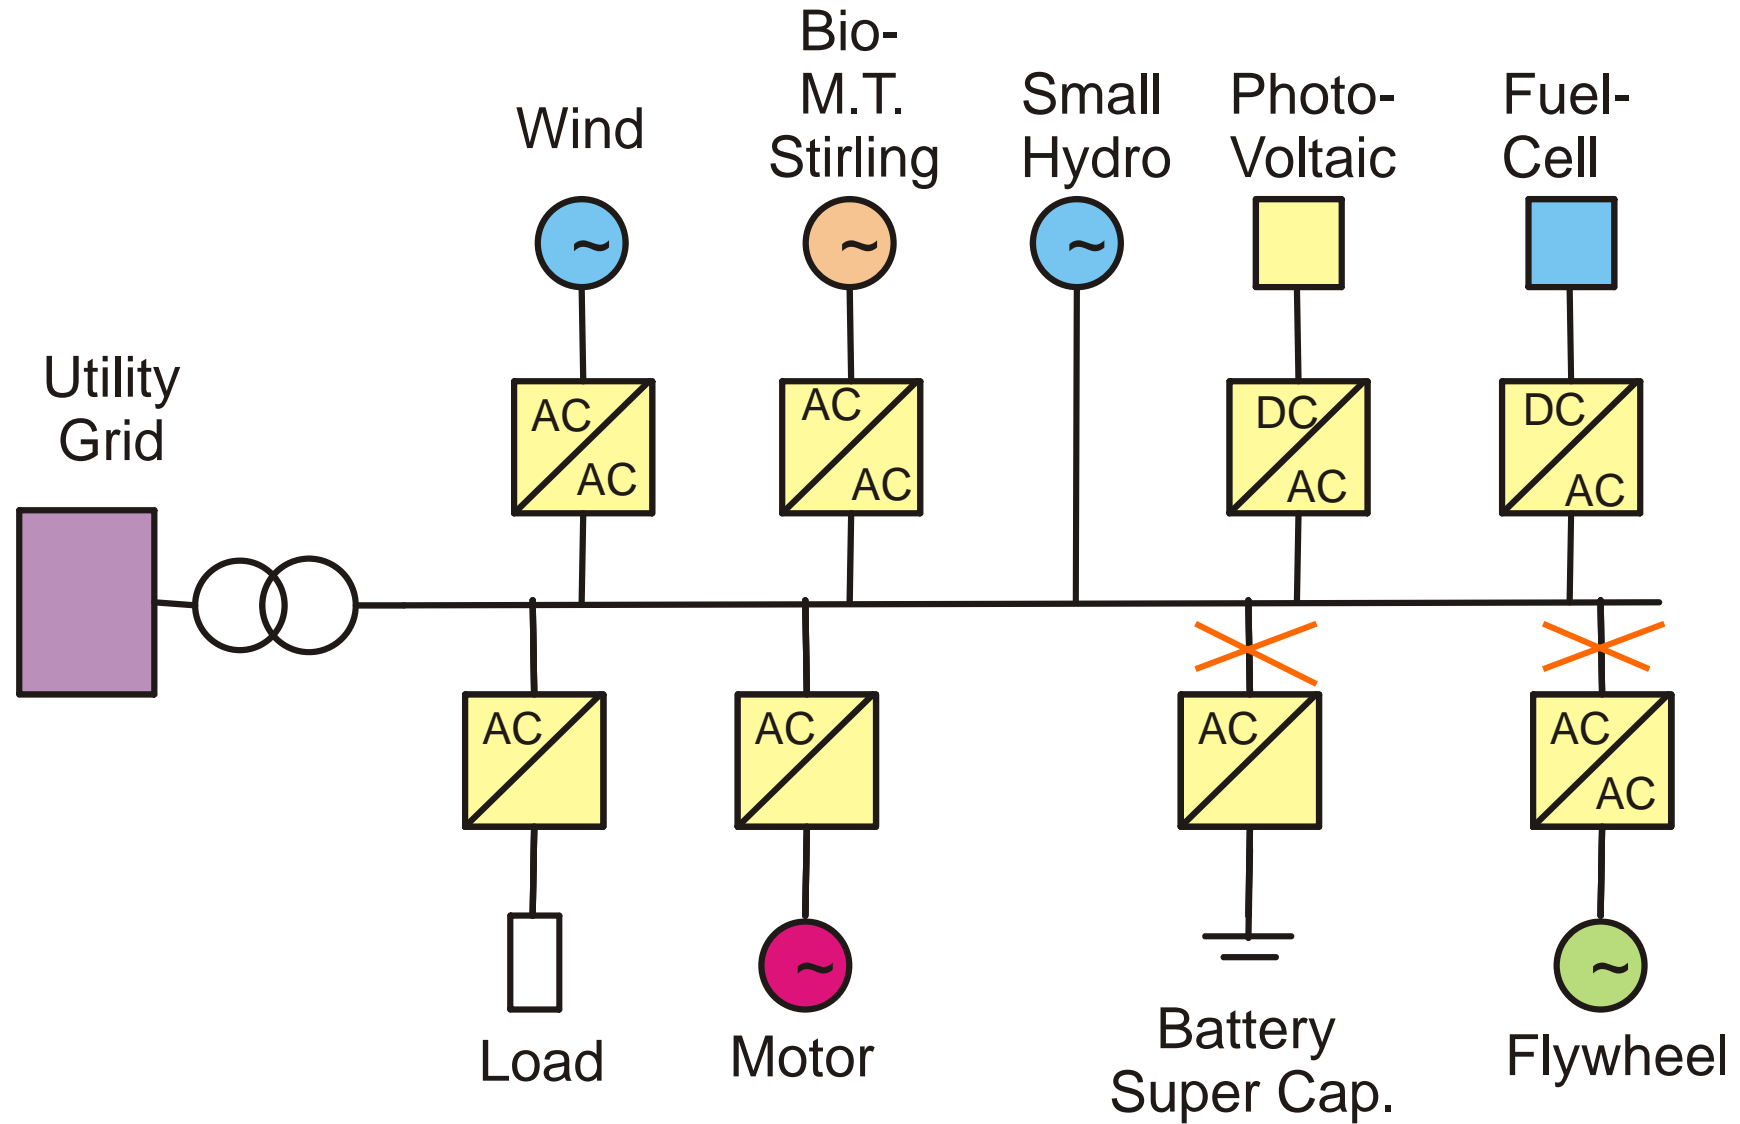 Bio-
M.T.
Stirling
Wind
Small
Hydro
Photo-
Voltaic
Fuel-
Cell
~
~
~
Utility
Grid
AC
AC
AC
AC
DC
AC
DC
AC
AC
AC
AC
AC
AC
~
~
Load
Motor
Battery
Super Cap.
Flywheel